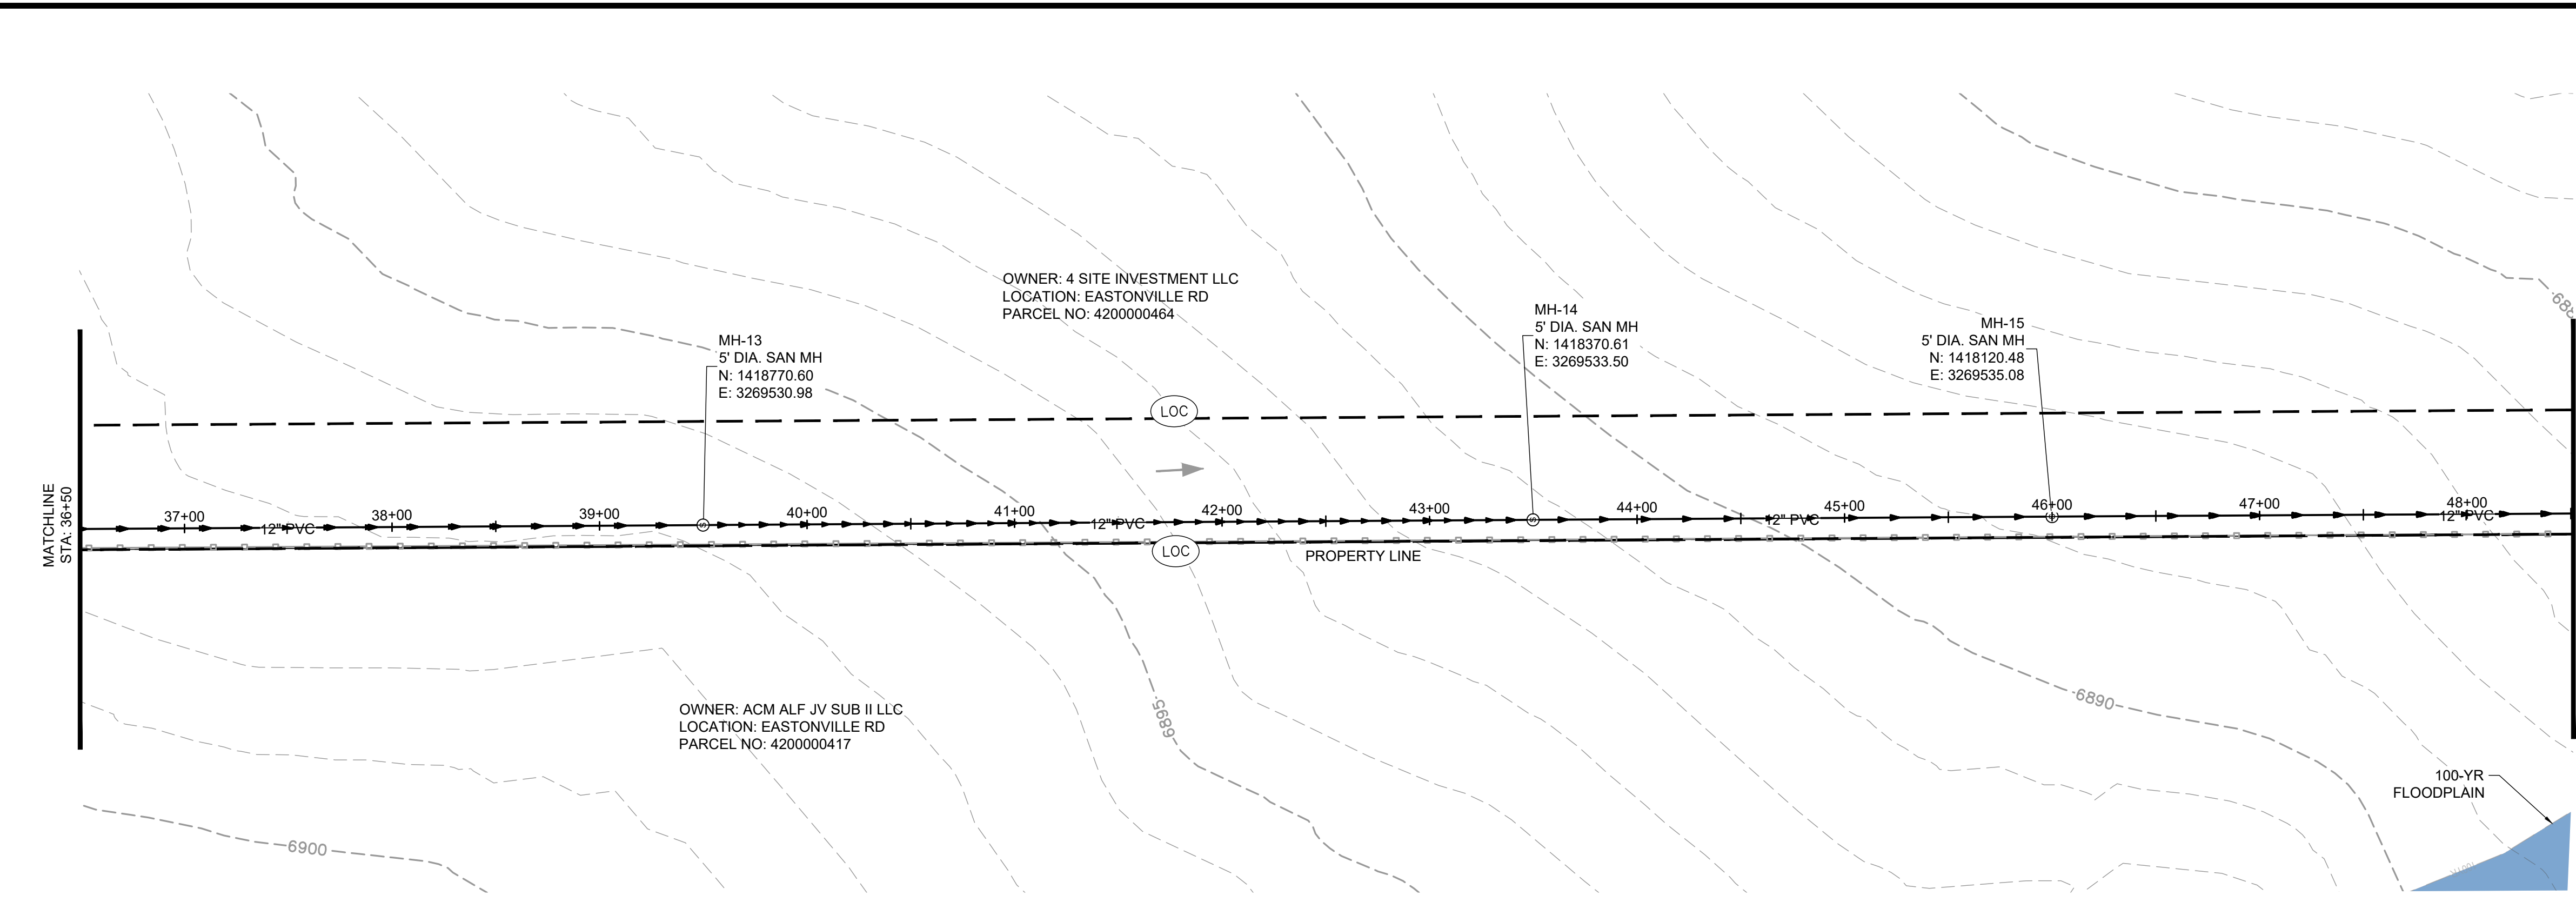 OWNER: 4 SITE INVESTMENT LLC
LOCATION: EASTONVILLE RD
PARCEL NO: 4200000464
MH-13
5' DIA. SAN MH
N: 1418770.60
E: 3269530.98
MH-14
5' DIA. SAN MH
N: 1418370.61
E: 3269533.50
MH-15
5' DIA. SAN MH
N: 1418120.48
E: 3269535.08
LOC
MATCHLINE
STA: 36+50
37+00
38+00
39+00
40+00
41+00
42+00
43+00
44+00
45+00
46+00
47+00
48+00
12" PVC
12" PVC
12" PVC
12" PVC
S
S
LOC
PROPERTY LINE
OWNER: ACM ALF JV SUB II LLC
LOCATION: EASTONVILLE RD
PARCEL NO: 4200000417
6895
6890
6900
100-YR
FLOODPLAIN